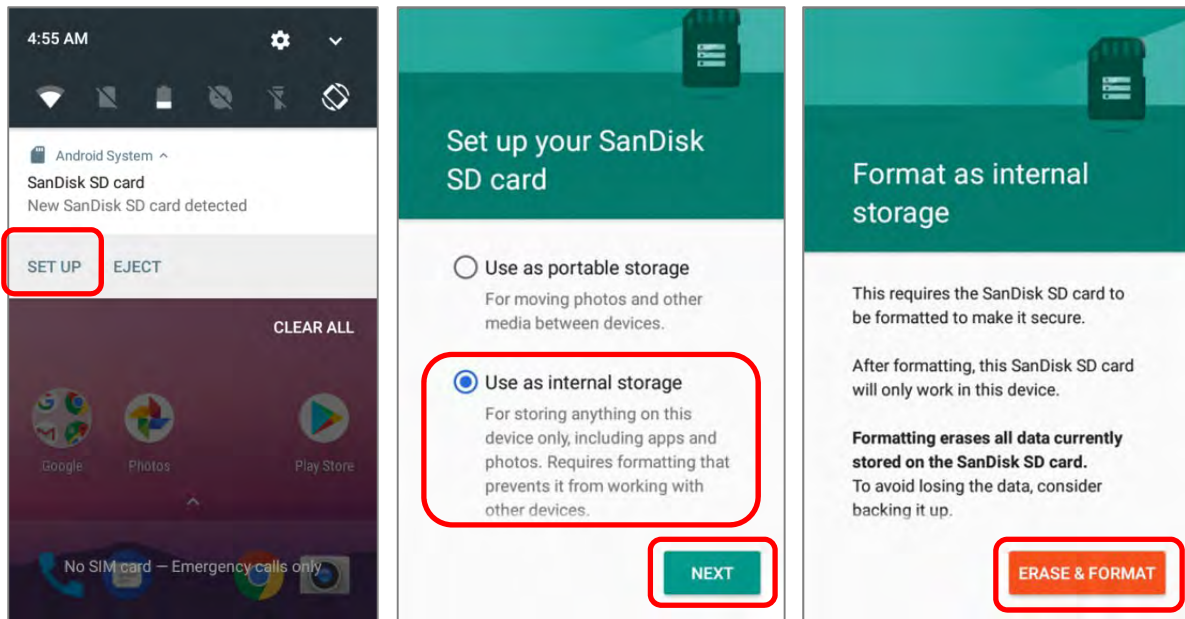 4:55 AM
Android System
SanDisk SD card
New SanDisk SD card detected
SET UP
EJECT
CLEAR ALL
Google
Photos
Play Store
No SIM card — Emergency calls only
Set up your SanDisk
SD card
Use as portable storage
For moving photos and other
media between devices.
Use as internal storage
For storing anything on this
device only, including apps and
photos. Requires formatting that
prevents it from working with
other devices.
NEXT
Format as internal
storage
This requires the SanDisk SD card to
be formatted to make it secure.
After formatting, this SanDisk SD card
will only work in this device.
Formatting erases all data currently
stored on the SanDisk SD card.
To avoid losing the data, consider
backing it up.
ERASE & FORMAT